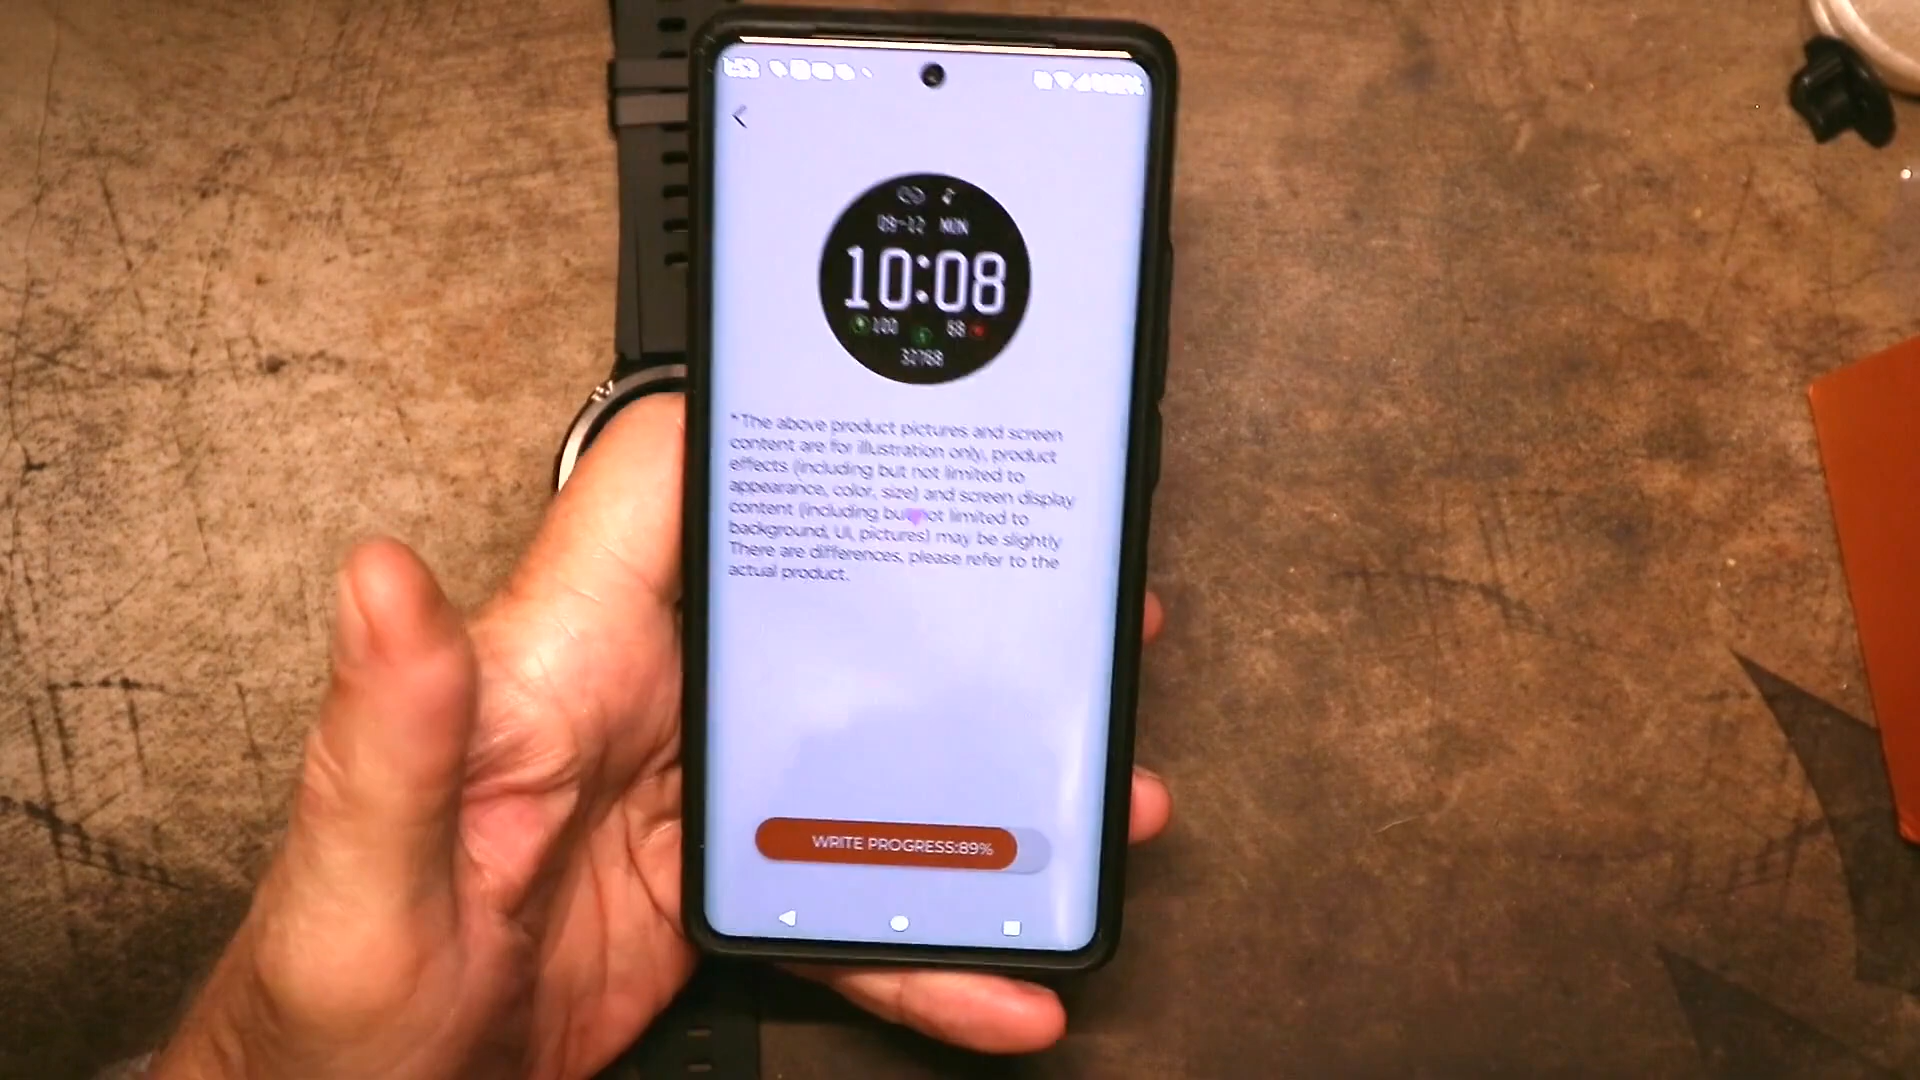 09-12 MON
10:08
100 88
32768
*The above product pictures and screen
content are for illustration only, product
effects (including but not limited to
appearance, color, size) and screen display
content (including but not limited to
background, UI, pictures) may be slightly
There are differences, please refer to the
actual product.
WRITE PROGRESS:89%